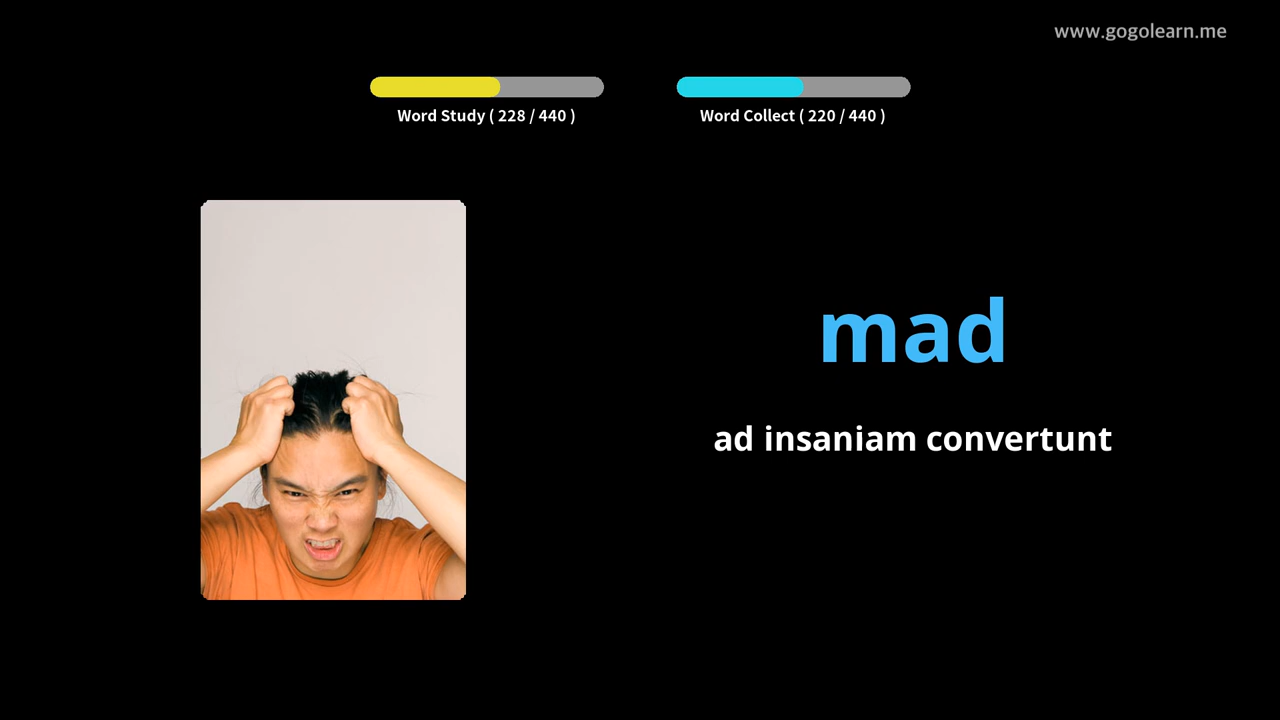 www.gogolearn.me
Word Study ( 228 / 440 )
Word Collect ( 220 / 440 )
mad
ad insaniam convertunt